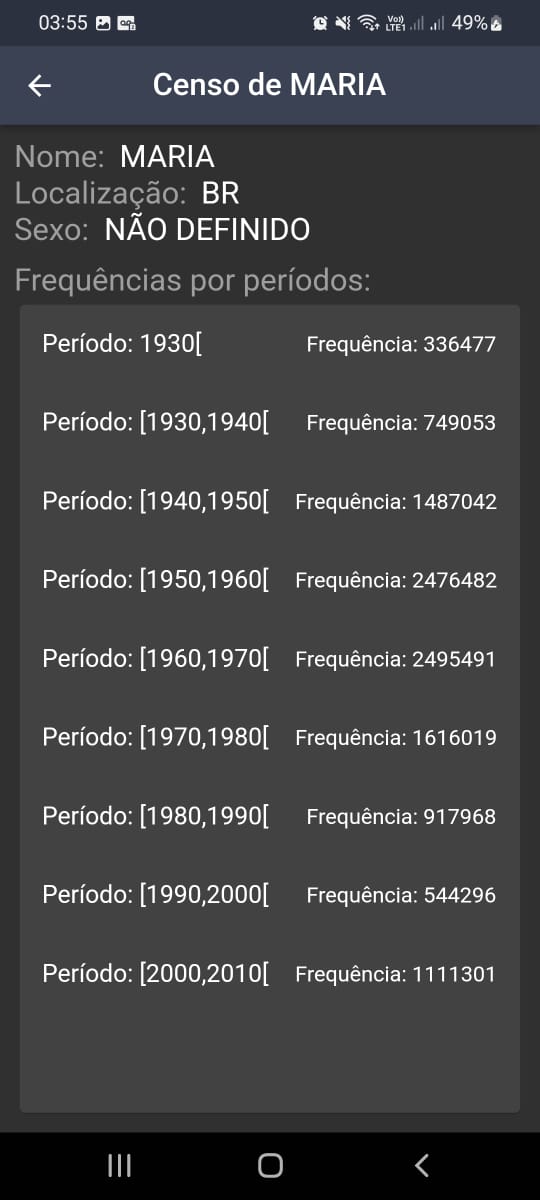 03:55 Vo)) LTE1 49%
Censo de MARIA
Nome: MARIA
Localização: BR
Sexo: NÃO DEFINIDO
Frequências por períodos:
Período: 1930[ Frequência: 336477
Período: [1930,1940[ Frequência: 749053
Período: [1940,1950[ Frequência: 1487042
Período: [1950,1960[ Frequência: 2476482
Período: [1960,1970[ Frequência: 2495491
Período: [1970,1980[ Frequência: 1616019
Período: [1980,1990[ Frequência: 917968
Período: [1990,2000[ Frequência: 544296
Período: [2000,2010[ Frequência: 1111301